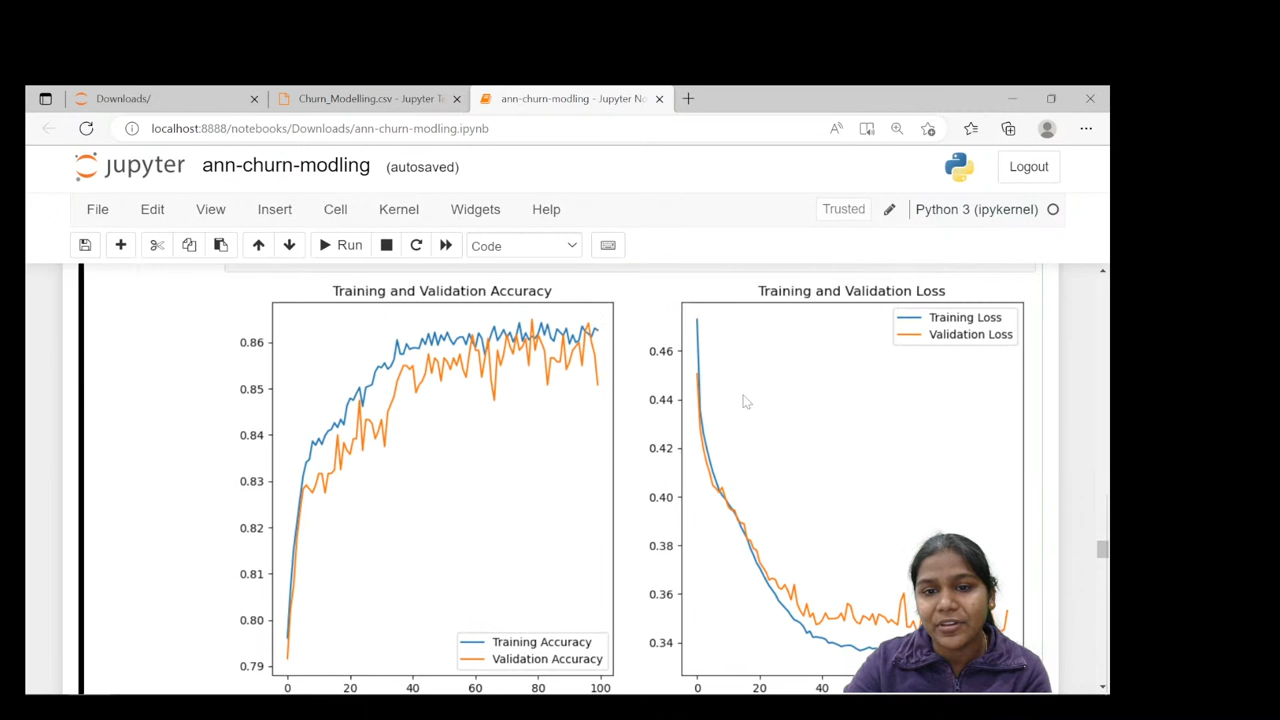 Downloads/
Churn_Modelling.csv - Jupyter Te
ann-churn-modling - Jupyter No
localhost:8888/notebooks/Downloads/ann-churn-modling.ipynb
jupyter ann-churn-modling (autosaved)
Logout
File Edit View Insert Cell Kernel Widgets Help
Trusted
Python 3 (ipykernel)
Run
Code
Training and Validation Accuracy
0.86
0.85
0.84
0.83
0.82
0.81
0.80
0.79
Training Accuracy
Validation Accuracy
0 20 40 60 80 100
Training and Validation Loss
Training Loss
Validation Loss
0.46
0.44
0.42
0.40
0.38
0.36
0.34
0 20 40